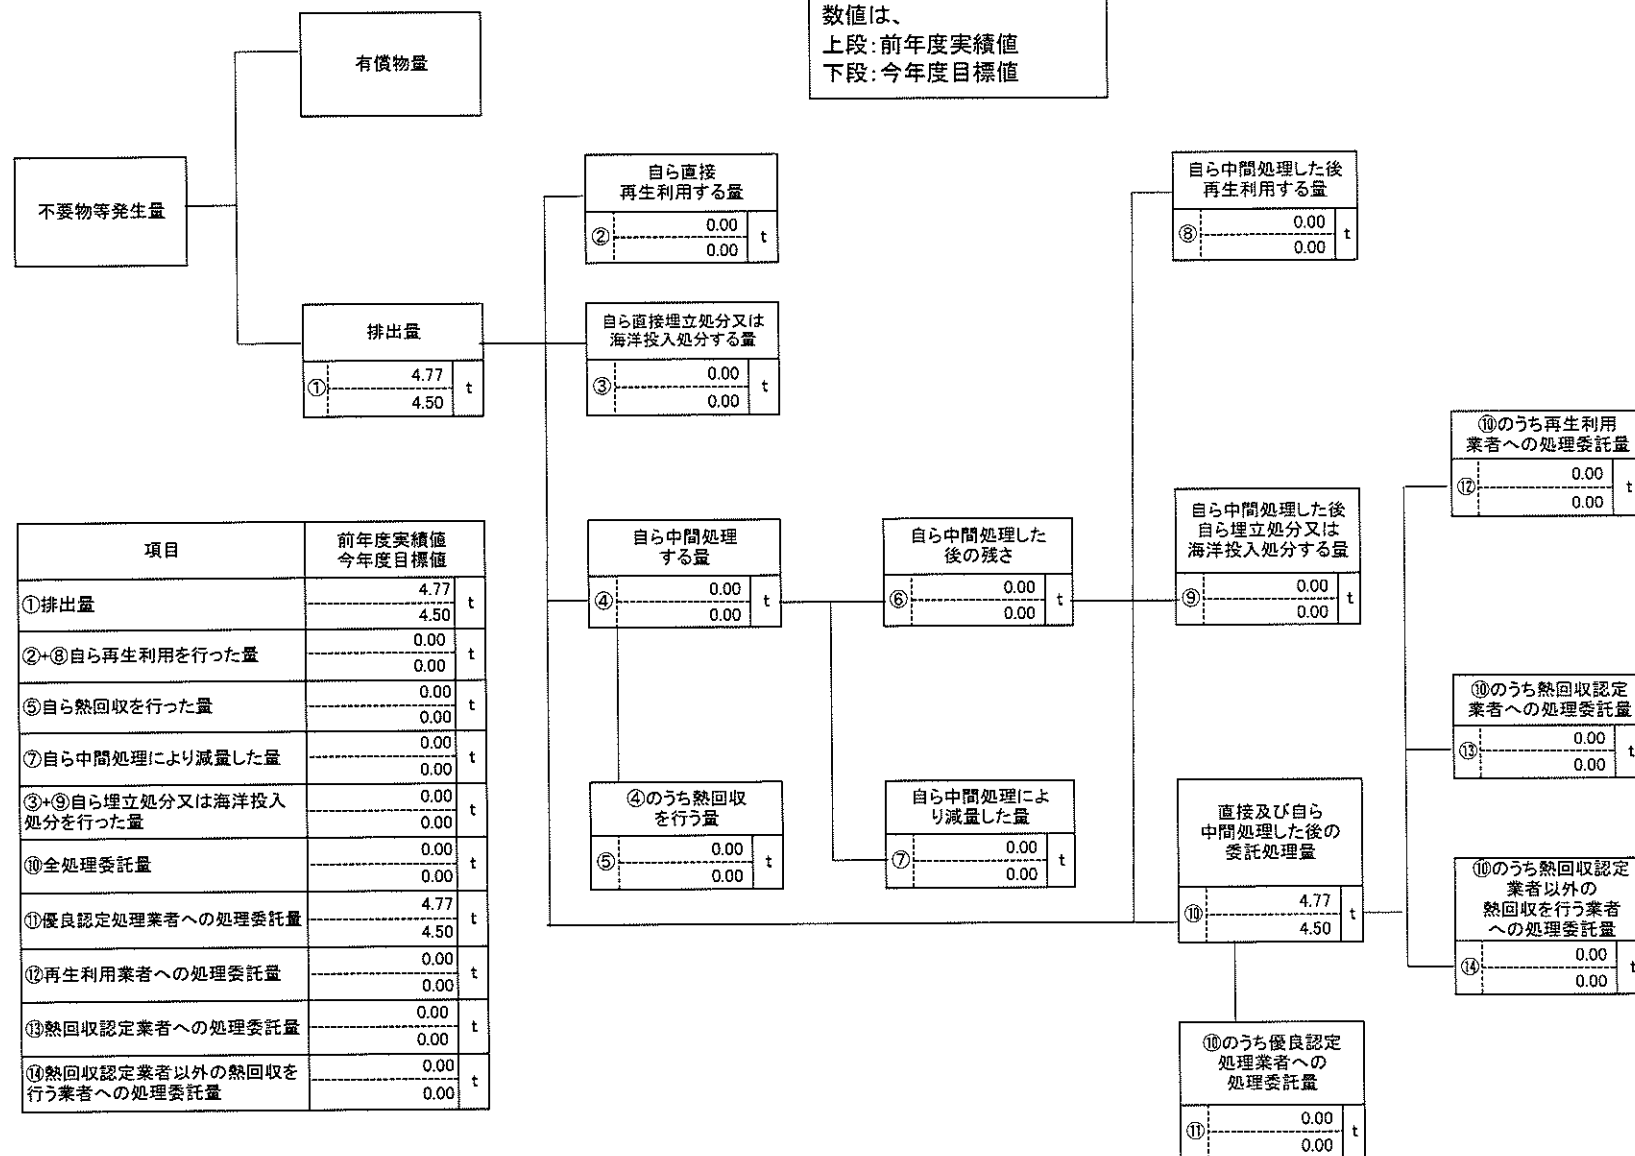 数値は、
上段:前年度実績値
下段:今年度目標値
有償物量
不要物等発生量
排出量
①
4.77
4.50
t
自ら直接
再生利用する量
②
0.00
0.00
t
自ら直接埋立処分又は
海洋投入処分する量
③
0.00
0.00
t
自ら中間処理
する量
④
0.00
0.00
t
④のうち熱回収
を行う量
⑤
0.00
0.00
t
自ら中間処理した
後の残さ
⑥
0.00
0.00
t
自ら中間処理によ
り減量した量
⑦
0.00
0.00
t
自ら中間処理した後
再生利用する量
⑧
0.00
0.00
t
自ら中間処理した後
自ら埋立処分又は
海洋投入処分する量
⑨
0.00
0.00
t
直接及び自ら
中間処理した後の
委託処理量
⑩
4.77
4.50
t
⑩のうち優良認定
処理業者への
処理委託量
⑪
0.00
0.00
t
⑩のうち再生利用
業者への処理委託量
⑫
0.00
0.00
t
⑩のうち熱回収認定
業者への処理委託量
⑬
0.00
0.00
t
⑩のうち熱回収認定
業者以外の
熱回収を行う業者
への処理委託量
⑭
0.00
0.00
t
項目
前年度実績値
今年度目標値
①排出量
4.77
4.50
t
②+⑧自ら再生利用を行った量
0.00
0.00
t
⑤自ら熱回収を行った量
0.00
0.00
t
⑦自ら中間処理により減量した量
0.00
0.00
t
③+⑨自ら埋立処分又は海洋投入
処分を行った量
0.00
0.00
t
⑩全処理委託量
0.00
0.00
t
⑪優良認定処理業者への処理委託量
4.77
4.50
t
⑫再生利用業者への処理委託量
0.00
0.00
t
⑬熱回収認定業者への処理委託量
0.00
0.00
t
⑭熱回収認定業者以外の熱回収を
行う業者への処理委託量
0.00
0.00
t